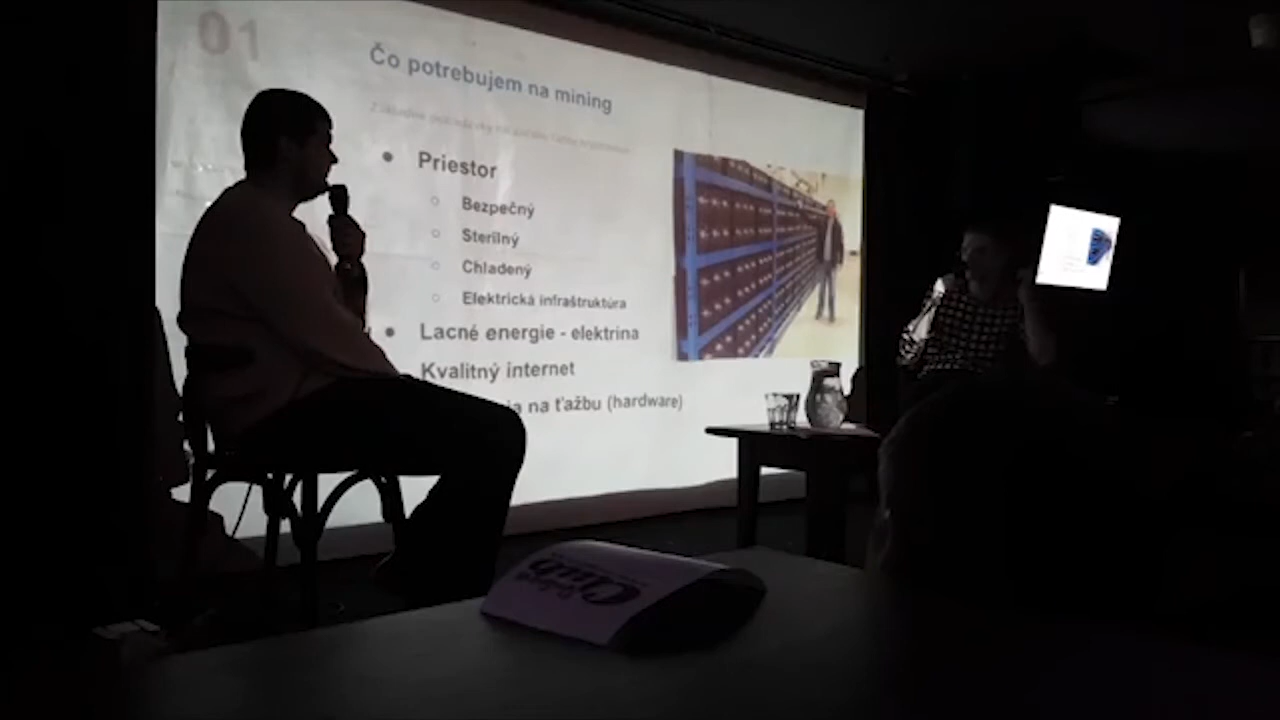 01
Čo potrebujem na mining
Priestor
Bezpečný
Sterilný
Chladený
Elektrická infraštruktúra
Lacné energie - elektrina
Kvalitný internet
na ťažbu (hardware)
Club